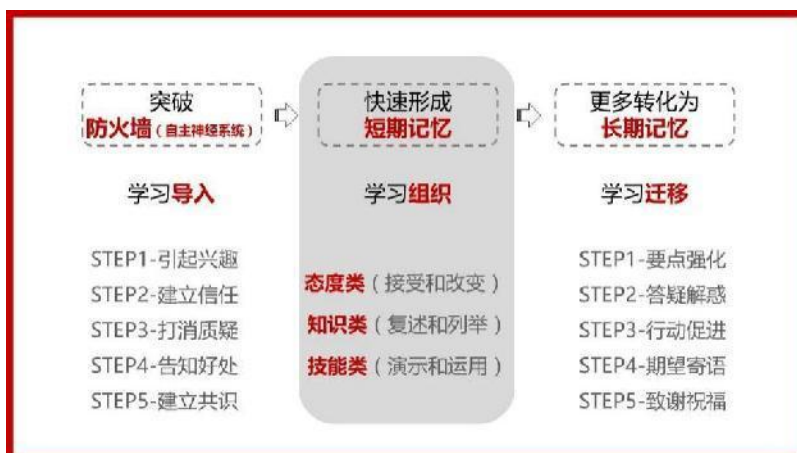 突破
防火墙（自主神经系统）
学习导入
STEP1-引起兴趣
STEP2-建立信任
STEP3-打消质疑
STEP4-告知好处
STEP5-建立共识
快速形成
短期记忆
学习组织
态度类（接受和改变）
知识类（复述和列举）
技能类（演示和运用）
更多转化为
长期记忆
学习迁移
STEP1-要点强化
STEP2-答疑解惑
STEP3-行动促进
STEP4-期望寄语
STEP5-致谢祝福